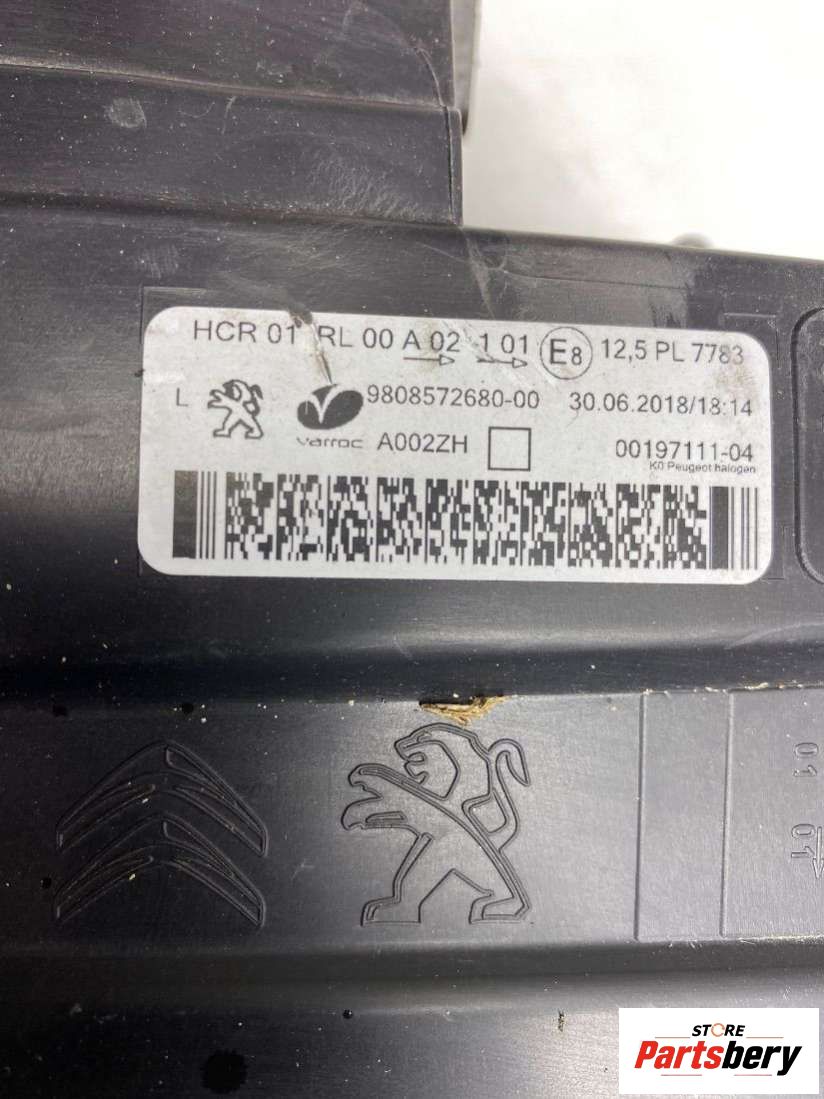 HCR 01 RL 00 A 02 1 01 E8 12,5 PL 7783
L 9808572680-00 30.06.2018/18:14
varroc A002ZH 00197111-04
K0 Peugeot halogen
01 01
STORE
Partsbery